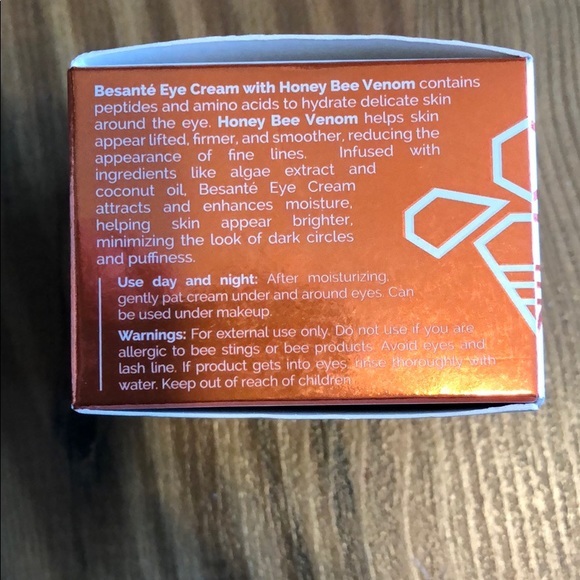 Besanté Eye Cream with Honey Bee Venom contains
peptides and amino acids to hydrate delicate skin
around the eye. Honey Bee Venom helps skin
appear lifted, firmer, and smoother, reducing the
appearance of fine lines. Infused with
ingredients like algae extract and
coconut oil, Besanté Eye Cream
attracts and enhances moisture,
helping skin appear brighter,
minimizing the look of dark circles
and puffiness.
Use day and night: After moisturizing,
gently pat cream under and around eyes. Can
be used under makeup.
Warnings: For external use only. Do not use if you are
allergic to bee stings or bee products. Avoid eyes and
lash line. If product gets into eyes, rinse thoroughly with
water. Keep out of reach of children.